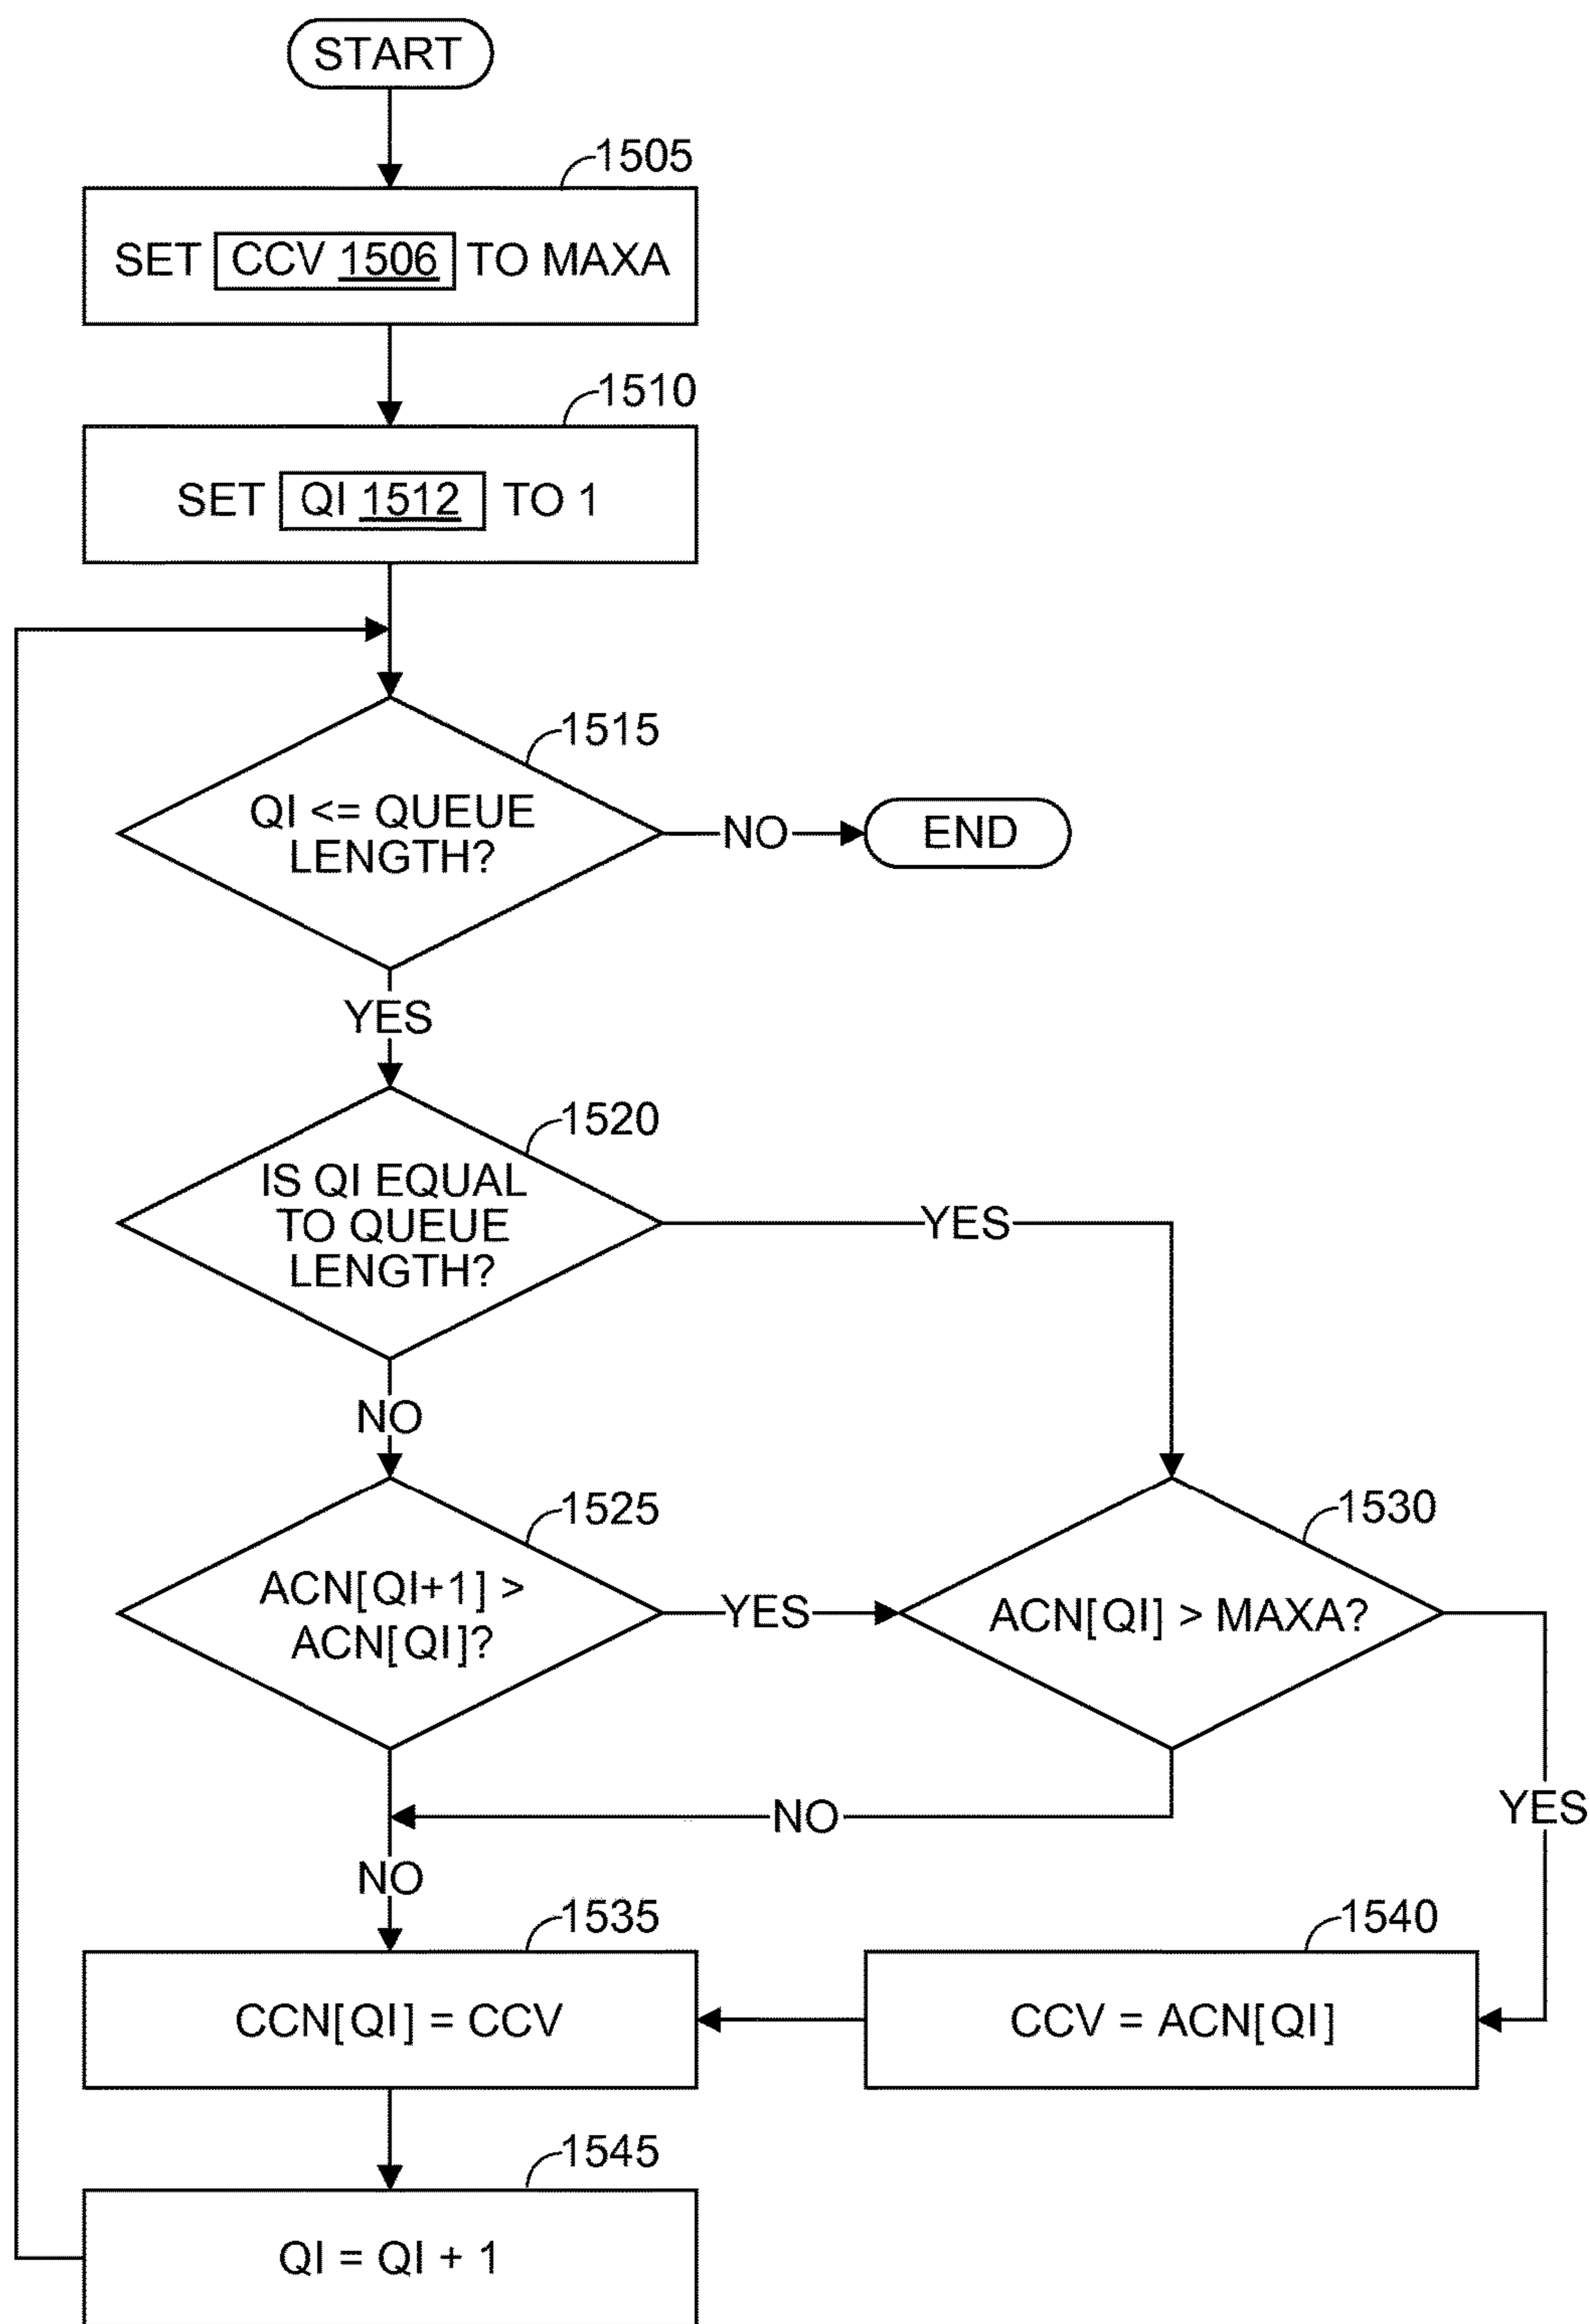 START
1505
SET CCV 1506 TO MAXA
1510
SET QI 1512 TO 1
1515
QI <= QUEUE
LENGTH?
NO
END
YES
1520
IS QI EQUAL
TO QUEUE
LENGTH?
YES
NO
1525
ACN[QI+1] >
ACN[QI]?
YES
1530
ACN[QI] > MAXA?
NO
YES
NO
1535
CCN[QI] = CCV
1540
CCV = ACN[QI]
1545
QI = QI + 1